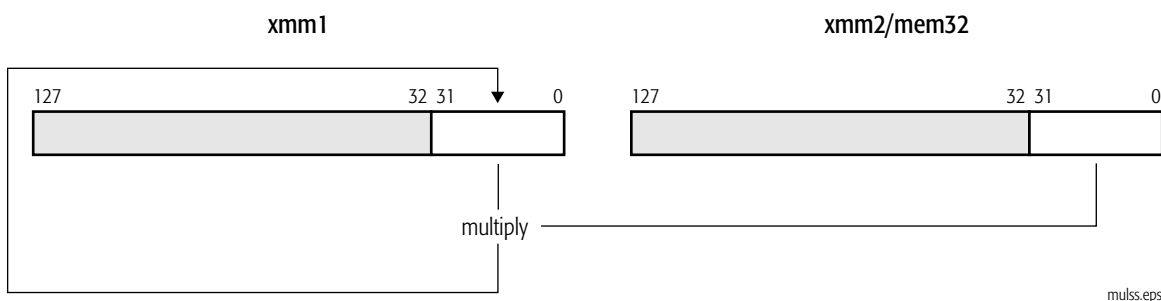 xmm1 xmm2/mem32
127 32 31 0 127 32 31 0
multiply
mulss.eps